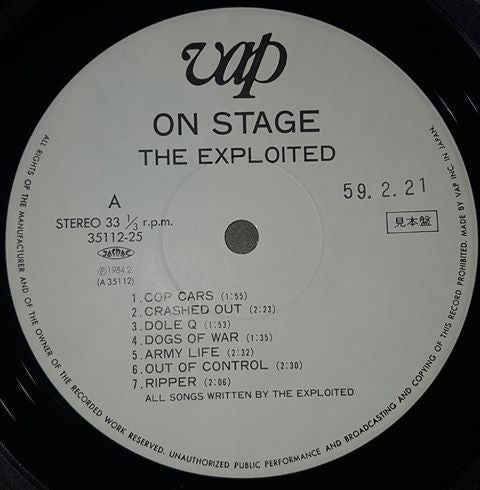 vap
ON STAGE
THE EXPLOITED
A
59. 2. 21
STEREO 33 1/3 r.p.m.
35112-25
見本盤
JASRAC
Ⓟ1984.2.
(A 35112)
1. COP CARS (1:55)
2. CRASHED OUT (2:23)
3. DOLE Q (1:53)
4. DOGS OF WAR (1:35)
5. ARMY LIFE (2:32)
6. OUT OF CONTROL (2:30)
7. RIPPER (2:06)
ALL SONGS WRITTEN BY THE EXPLOITED
ALL RIGHTS OF THE MANUFACTURER AND OF THE OWNER OF THE RECORDED WORK RESERVED. UNAUTHORIZED PUBLIC PERFORMANCE AND BROADCASTING AND COPYING OF THIS RECORD PROHIBITED. MADE BY VAP INC. IN JAPAN.